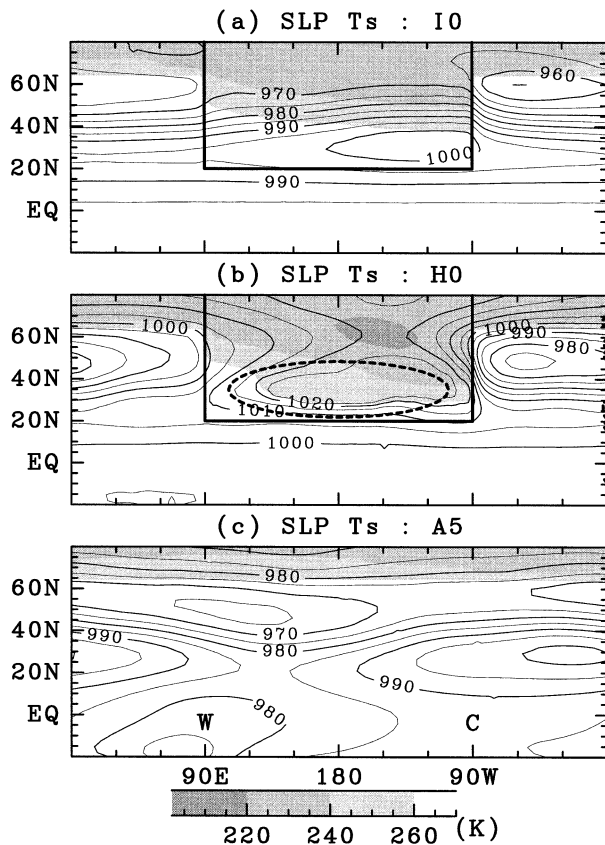 (a) SLP Ts : I0
60N
40N
20N
EQ
970
980
990
1000
990
960
(b) SLP Ts : H0
60N
40N
20N
EQ
1000
1000
990
980
1020
1010
1000
(c) SLP Ts : A5
60N
40N
20N
EQ
980
970
980
990
990
980
W
C
90E 180 90W
220 240 260 (K)